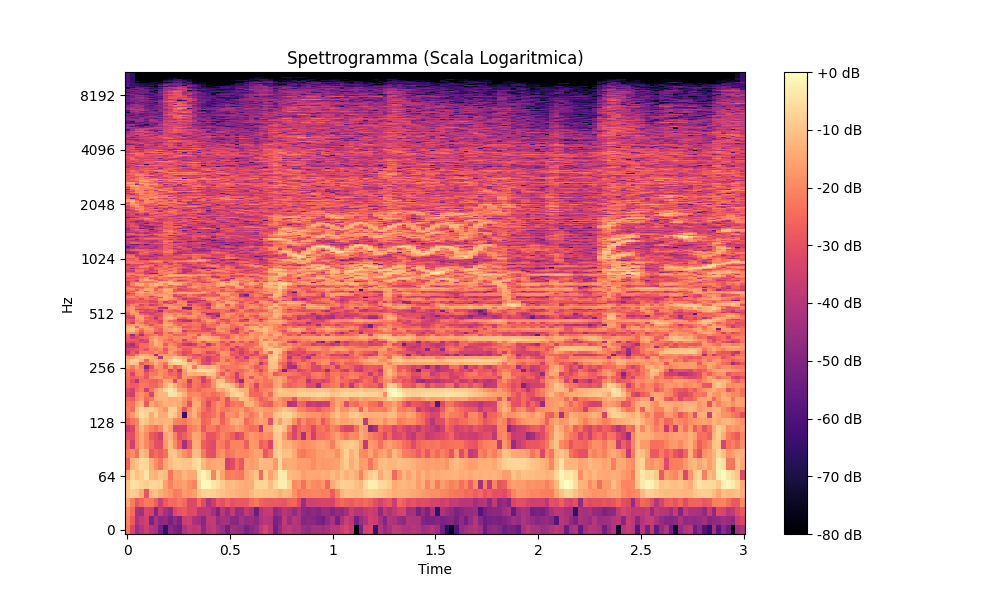 Spettrogramma (Scala Logaritmica)
Hz
8192
4096
2048
1024
512
256
128
64
0
0
0.5
1
1.5
2
2.5
3
Time
+0 dB
-10 dB
-20 dB
-30 dB
-40 dB
-50 dB
-60 dB
-70 dB
-80 dB